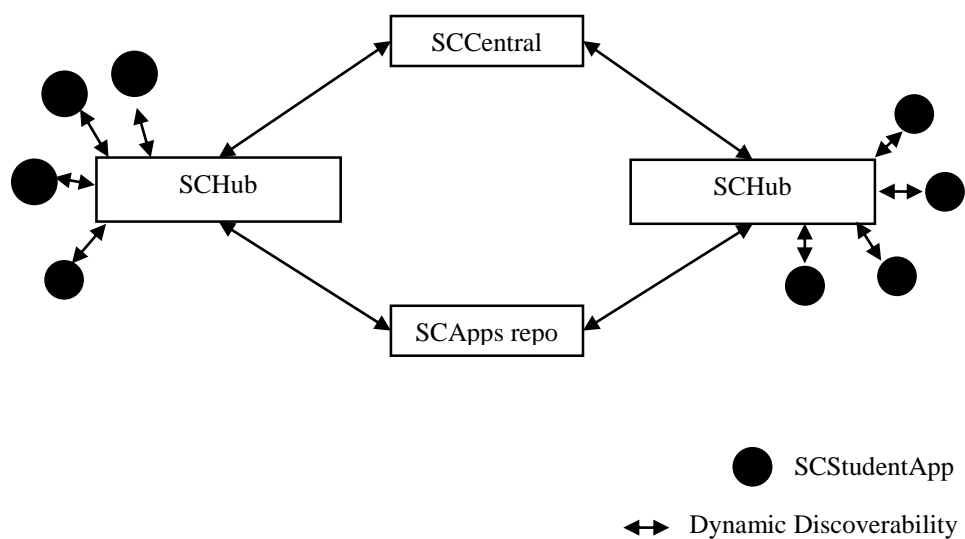 SCCentral
SCHub
SCHub
SCApps repo
SCStudentApp
Dynamic Discoverability